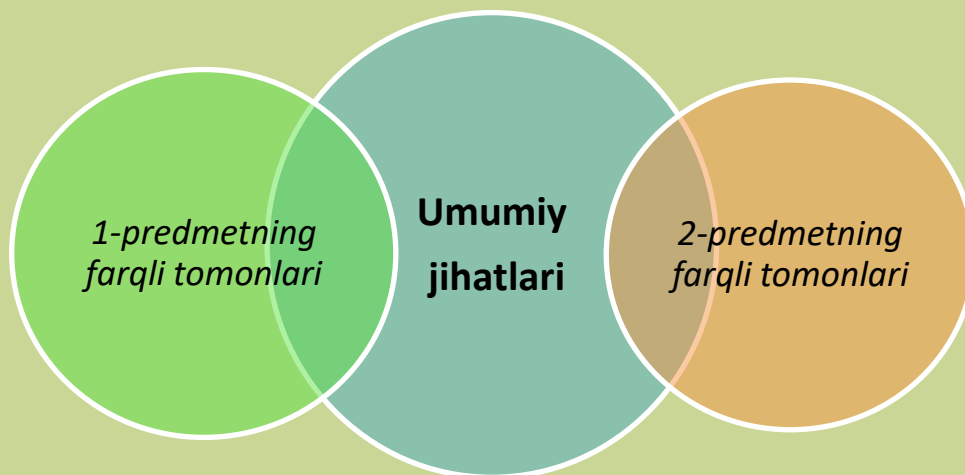 1-predmetning
farqli tomonlari
Umumiy
jihatlari
2-predmetning
farqli tomonlari